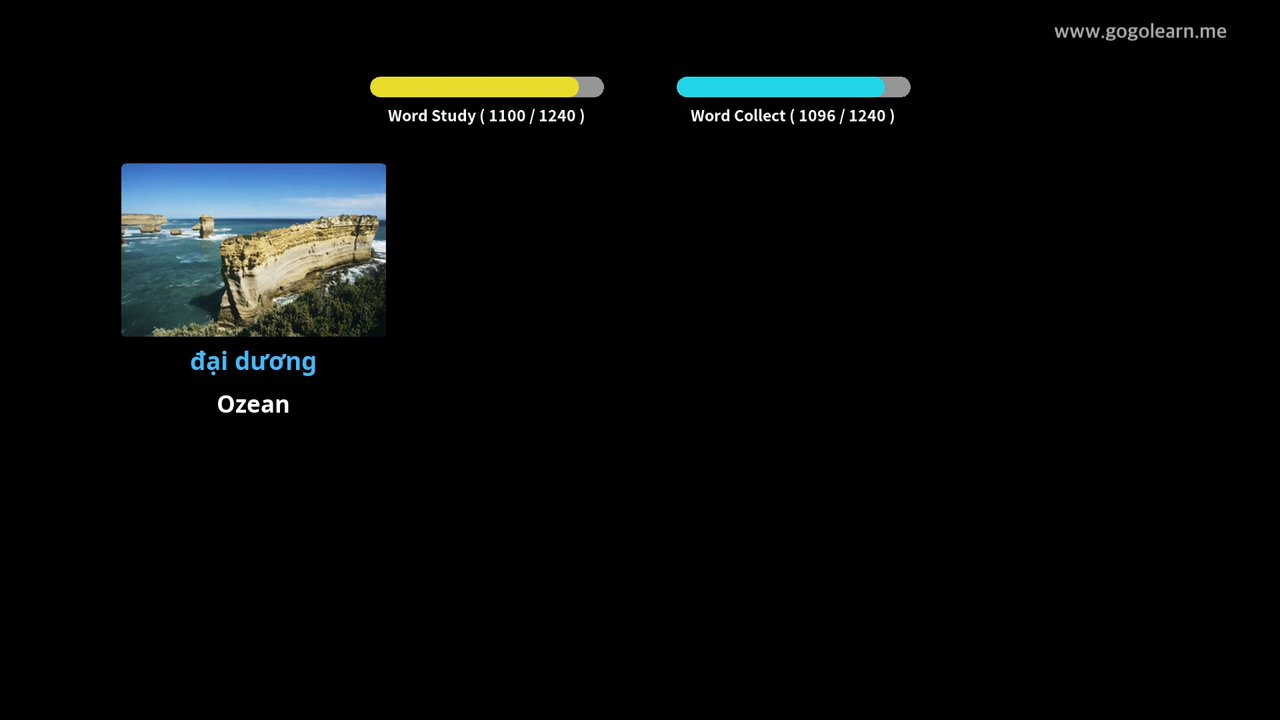 www.gogolearn.me
Word Study ( 1100 / 1240 )
Word Collect ( 1096 / 1240 )
đại dương
Ozean